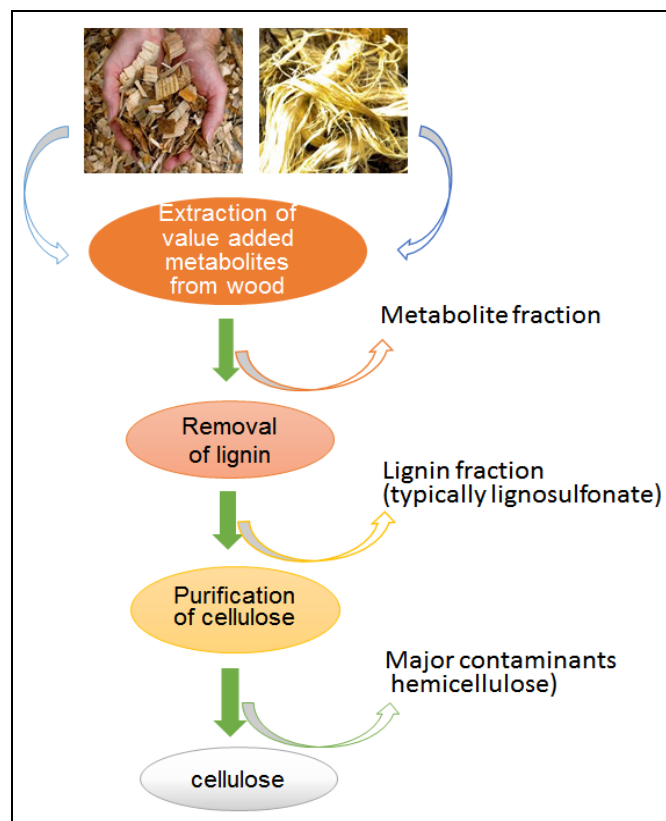 Extraction of
value added
metabolites
from wood
Metabolite fraction
Removal
of lignin
Lignin fraction
(typically lignosulfonate)
Purification
of cellulose
Major contaminants
hemicellulose)
cellulose